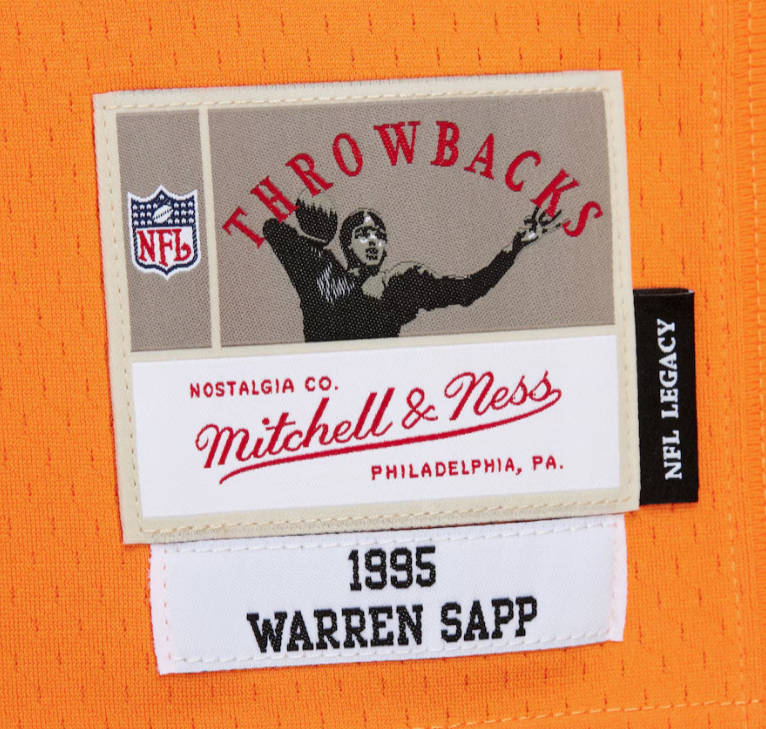 THROWBACKS
NFL
NOSTALGIA CO.
Mitchell & Ness
PHILADELPHIA, PA.
NFL LEGACY
1995
WARREN SAPP